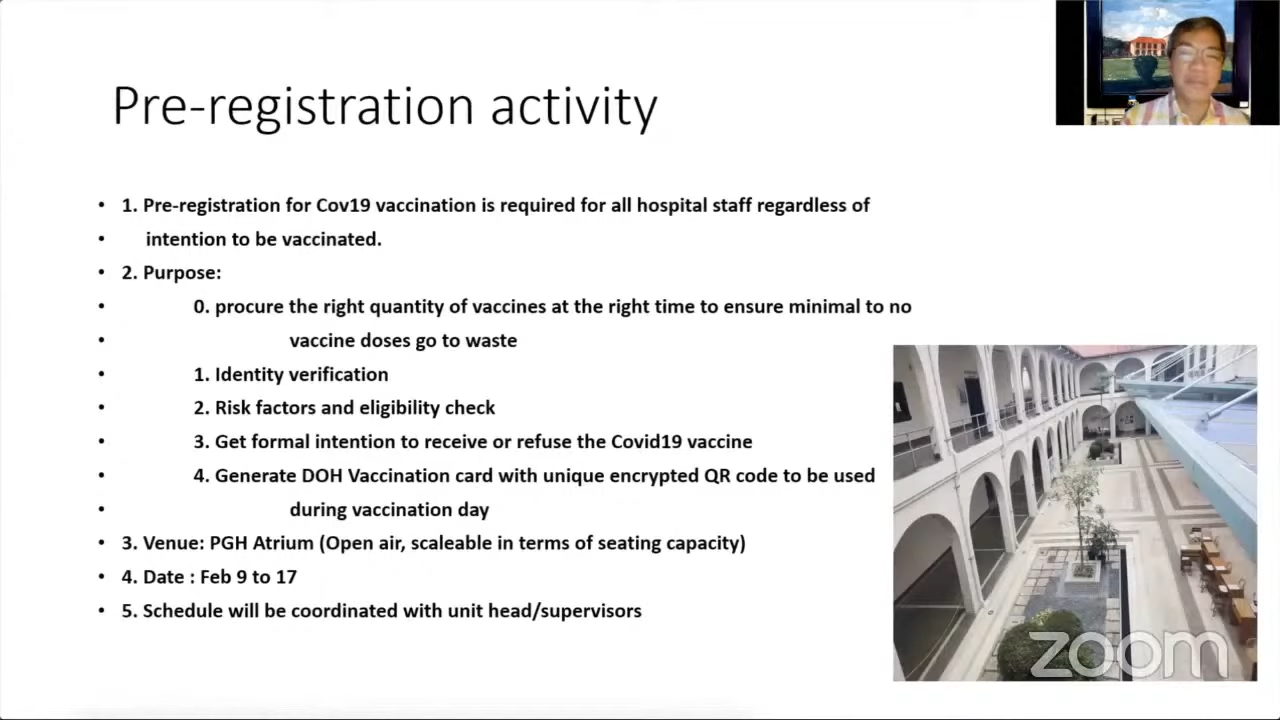 Pre-registration activity
• 1. Pre-registration for Cov19 vaccination is required for all hospital staff regardless of
• intention to be vaccinated.
• 2. Purpose:
• 0. procure the right quantity of vaccines at the right time to ensure minimal to no
• vaccine doses go to waste
• 1. Identity verification
• 2. Risk factors and eligibility check
• 3. Get formal intention to receive or refuse the Covid19 vaccine
• 4. Generate DOH Vaccination card with unique encrypted QR code to be used
• during vaccination day
• 3. Venue: PGH Atrium (Open air, scaleable in terms of seating capacity)
• 4. Date : Feb 9 to 17
• 5. Schedule will be coordinated with unit head/supervisors
zoom